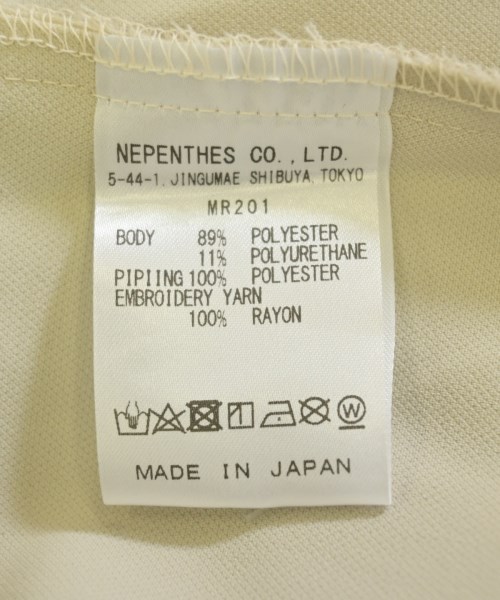 NEPENTHES CO.,LTD.
5-44-1, JINGUMAE SHIBUYA, TOKYO
MR201
BODY 89% POLYESTER
11% POLYURETHANE
PIPIING 100% POLYESTER
EMBROIDERY YARN
100% RAYON
W
MADE IN JAPAN